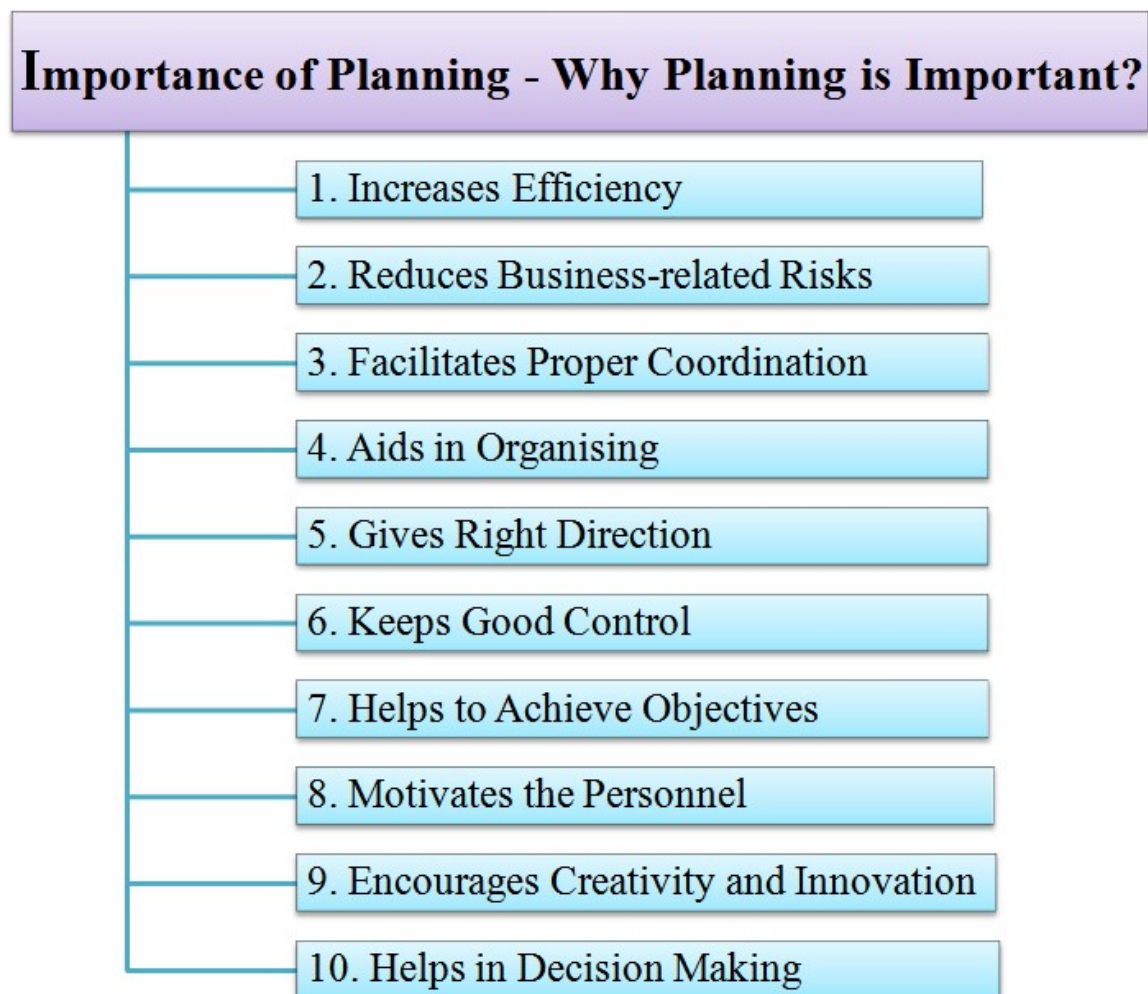 Importance of Planning - Why Planning is Important?
1. Increases Efficiency
2. Reduces Business-related Risks
3. Facilitates Proper Coordination
4. Aids in Organising
5. Gives Right Direction
6. Keeps Good Control
7. Helps to Achieve Objectives
8. Motivates the Personnel
9. Encourages Creativity and Innovation
10. Helps in Decision Making